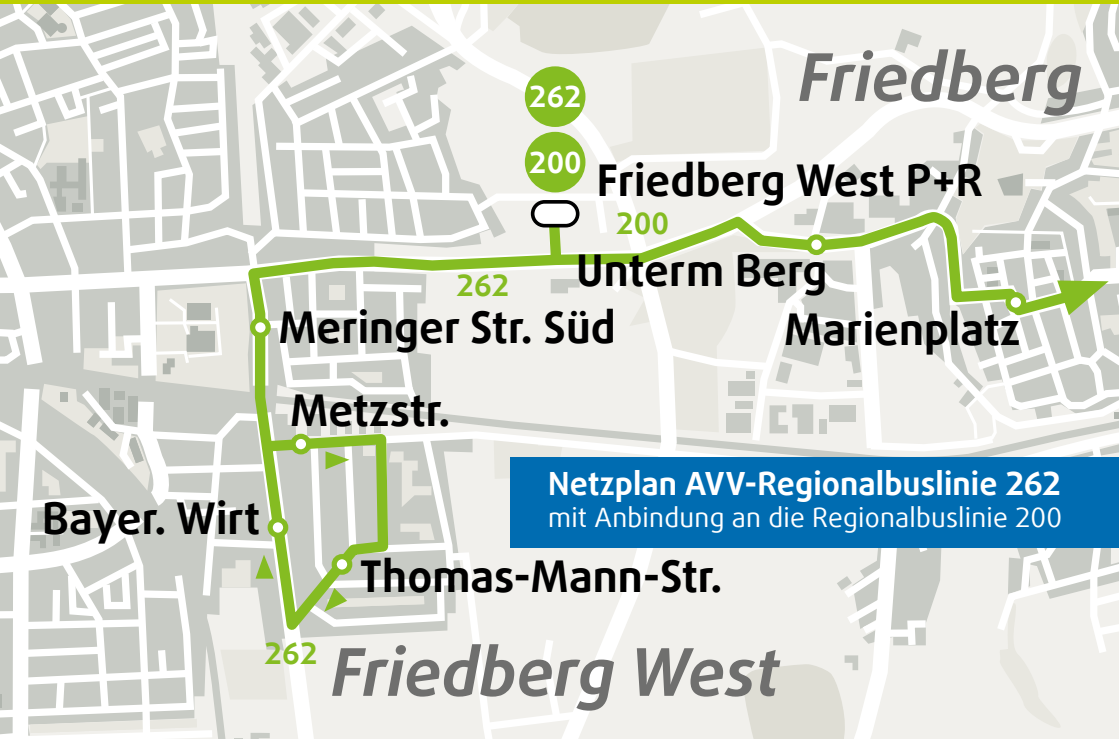 Friedberg
262
200
Friedberg West P+R
200
Unterm Berg
262
Meringer Str. Süd
Marienplatz
Metzstr.
Netzplan AVV-Regionalbuslinie 262
mit Anbindung an die Regionalbuslinie 200
Bayer. Wirt
Thomas-Mann-Str.
262
Friedberg West